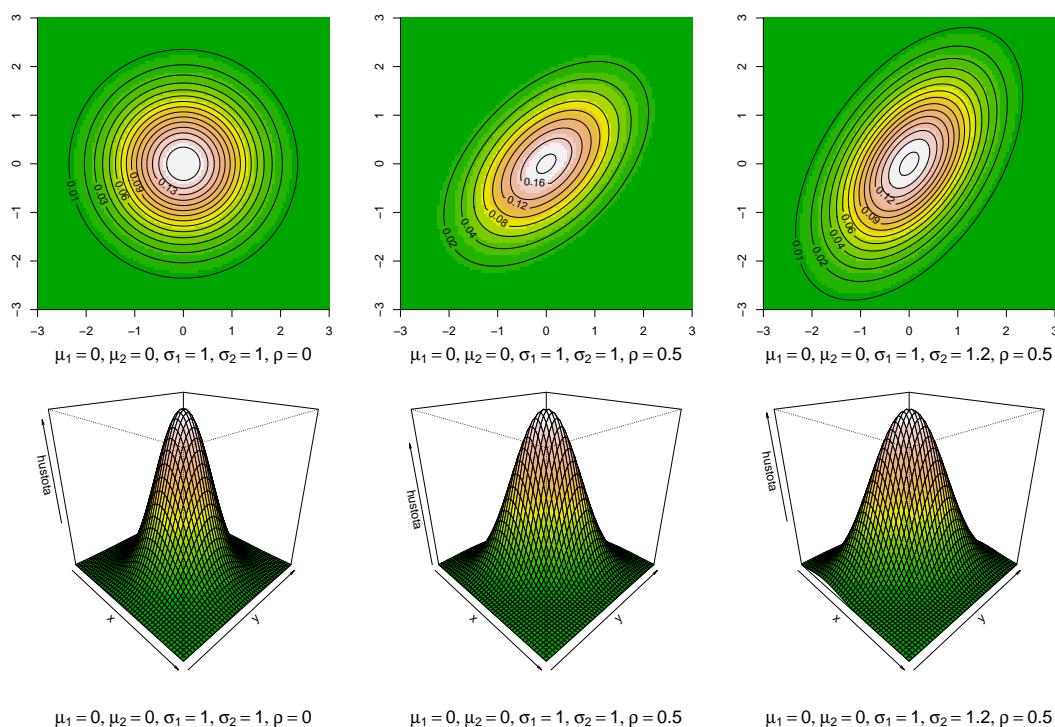 3
2
1
0
−1
−2
−3
0.01
0.03
0.06
0.09
0.13
−3 −2 −1 0 1 2 3
μ1 = 0, μ2 = 0, σ1 = 1, σ2 = 1, ρ = 0
3
2
1
0
−1
−2
−3
0.02
0.04
0.08
0.12
0.16
−3 −2 −1 0 1 2 3
μ1 = 0, μ2 = 0, σ1 = 1, σ2 = 1, ρ = 0.5
3
2
1
0
−1
−2
−3
0.01
0.02
0.04
0.06
0.09
0.12
−3 −2 −1 0 1 2 3
μ1 = 0, μ2 = 0, σ1 = 1, σ2 = 1.2, ρ = 0.5
hustota
x
y
μ1 = 0, μ2 = 0, σ1 = 1, σ2 = 1, ρ = 0
hustota
x
y
μ1 = 0, μ2 = 0, σ1 = 1, σ2 = 1, ρ = 0.5
hustota
x
y
μ1 = 0, μ2 = 0, σ1 = 1, σ2 = 1.2, ρ = 0.5